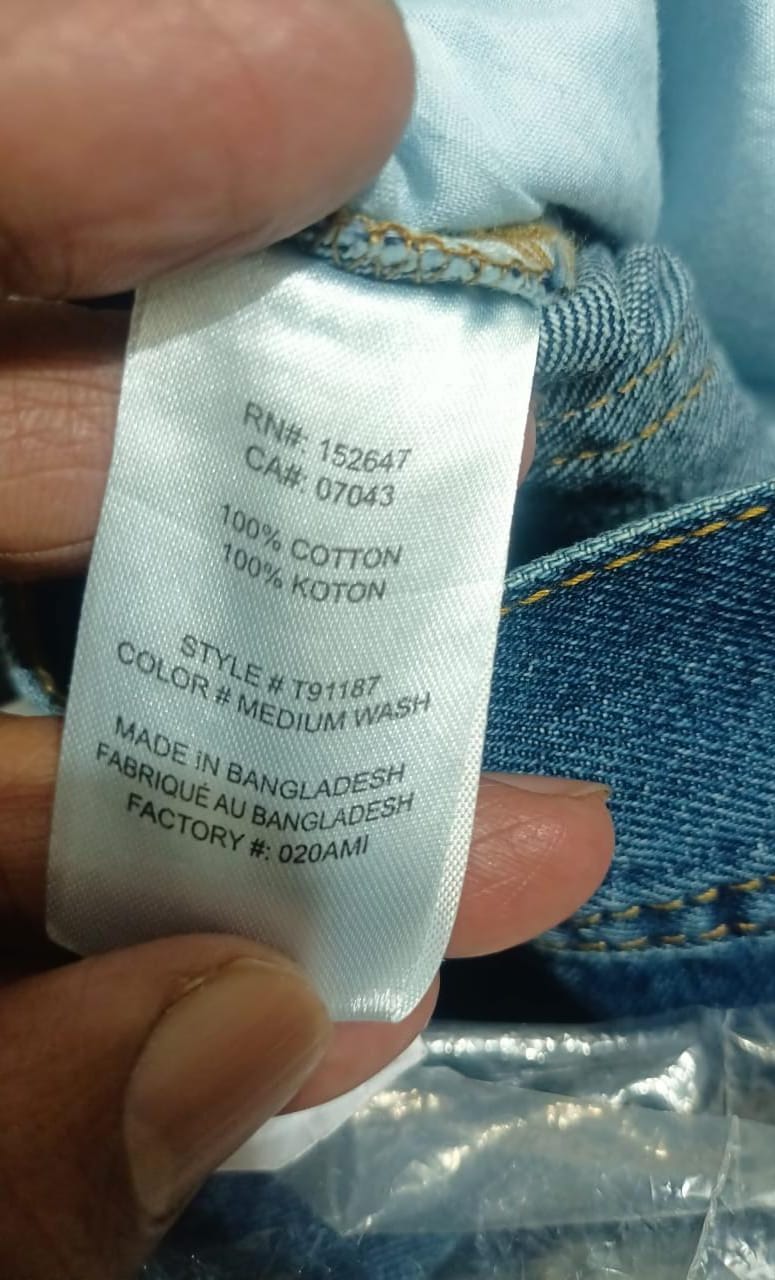 RN#: 152647
CA#: 07043
100% COTTON
100% KOTON
STYLE # T91187
COLOR # MEDIUM WASH
MADE iN BANGLADESH
FABRIQUÉ AU BANGLADESH
FACTORY #: 020AMI